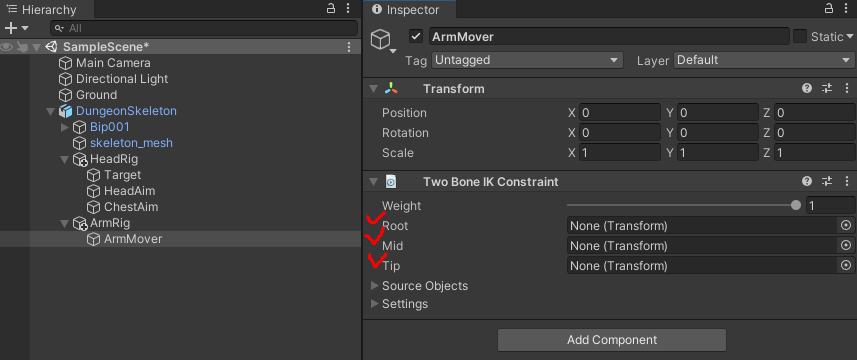 Hierarchy
All
SampleScene*
Main Camera
Directional Light
Ground
DungeonSkeleton
Bip001
skeleton_mesh
HeadRig
Target
HeadAim
ChestAim
ArmRig
ArmMover
Inspector
ArmMover Static
Tag Untagged Layer Default
Transform
Position X 0 Y 0 Z 0
Rotation X 0 Y 0 Z 0
Scale X 1 Y 1 Z 1
Two Bone IK Constraint
Weight 1
Root None (Transform)
Mid None (Transform)
Tip None (Transform)
Source Objects
Settings
Add Component